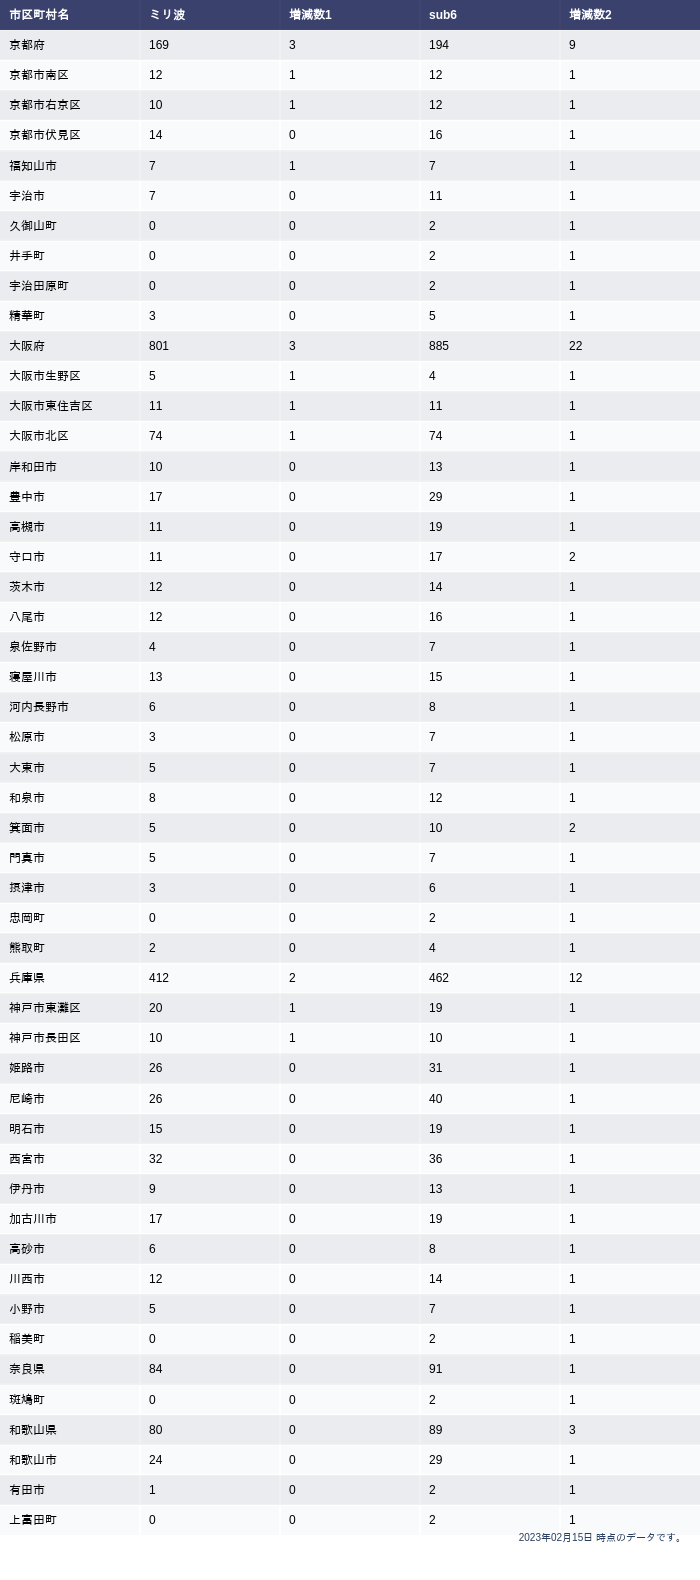 市区町村名 ミリ波 増減数1 sub6 増減数2
京都府 169 3 194 9
京都市南区 12 1 12 1
京都市右京区 10 1 12 1
京都市伏見区 14 0 16 1
福知山市 7 1 7 1
宇治市 7 0 11 1
久御山町 0 0 2 1
井手町 0 0 2 1
宇治田原町 0 0 2 1
精華町 3 0 5 1
大阪府 801 3 885 22
大阪市生野区 5 1 4 1
大阪市東住吉区 11 1 11 1
大阪市北区 74 1 74 1
岸和田市 10 0 13 1
豊中市 17 0 29 1
高槻市 11 0 19 1
守口市 11 0 17 2
茨木市 12 0 14 1
八尾市 12 0 16 1
泉佐野市 4 0 7 1
寝屋川市 13 0 15 1
河内長野市 6 0 8 1
松原市 3 0 7 1
大東市 5 0 7 1
和泉市 8 0 12 1
箕面市 5 0 10 2
門真市 5 0 7 1
摂津市 3 0 6 1
忠岡町 0 0 2 1
熊取町 2 0 4 1
兵庫県 412 2 462 12
神戸市東灘区 20 1 19 1
神戸市長田区 10 1 10 1
姫路市 26 0 31 1
尼崎市 26 0 40 1
明石市 15 0 19 1
西宮市 32 0 36 1
伊丹市 9 0 13 1
加古川市 17 0 19 1
高砂市 6 0 8 1
川西市 12 0 14 1
小野市 5 0 7 1
稲美町 0 0 2 1
奈良県 84 0 91 1
斑鳩町 0 0 2 1
和歌山県 80 0 89 3
和歌山市 24 0 29 1
有田市 1 0 2 1
上富田町 0 0 2 1
2023年02月15日 時点のデータです。